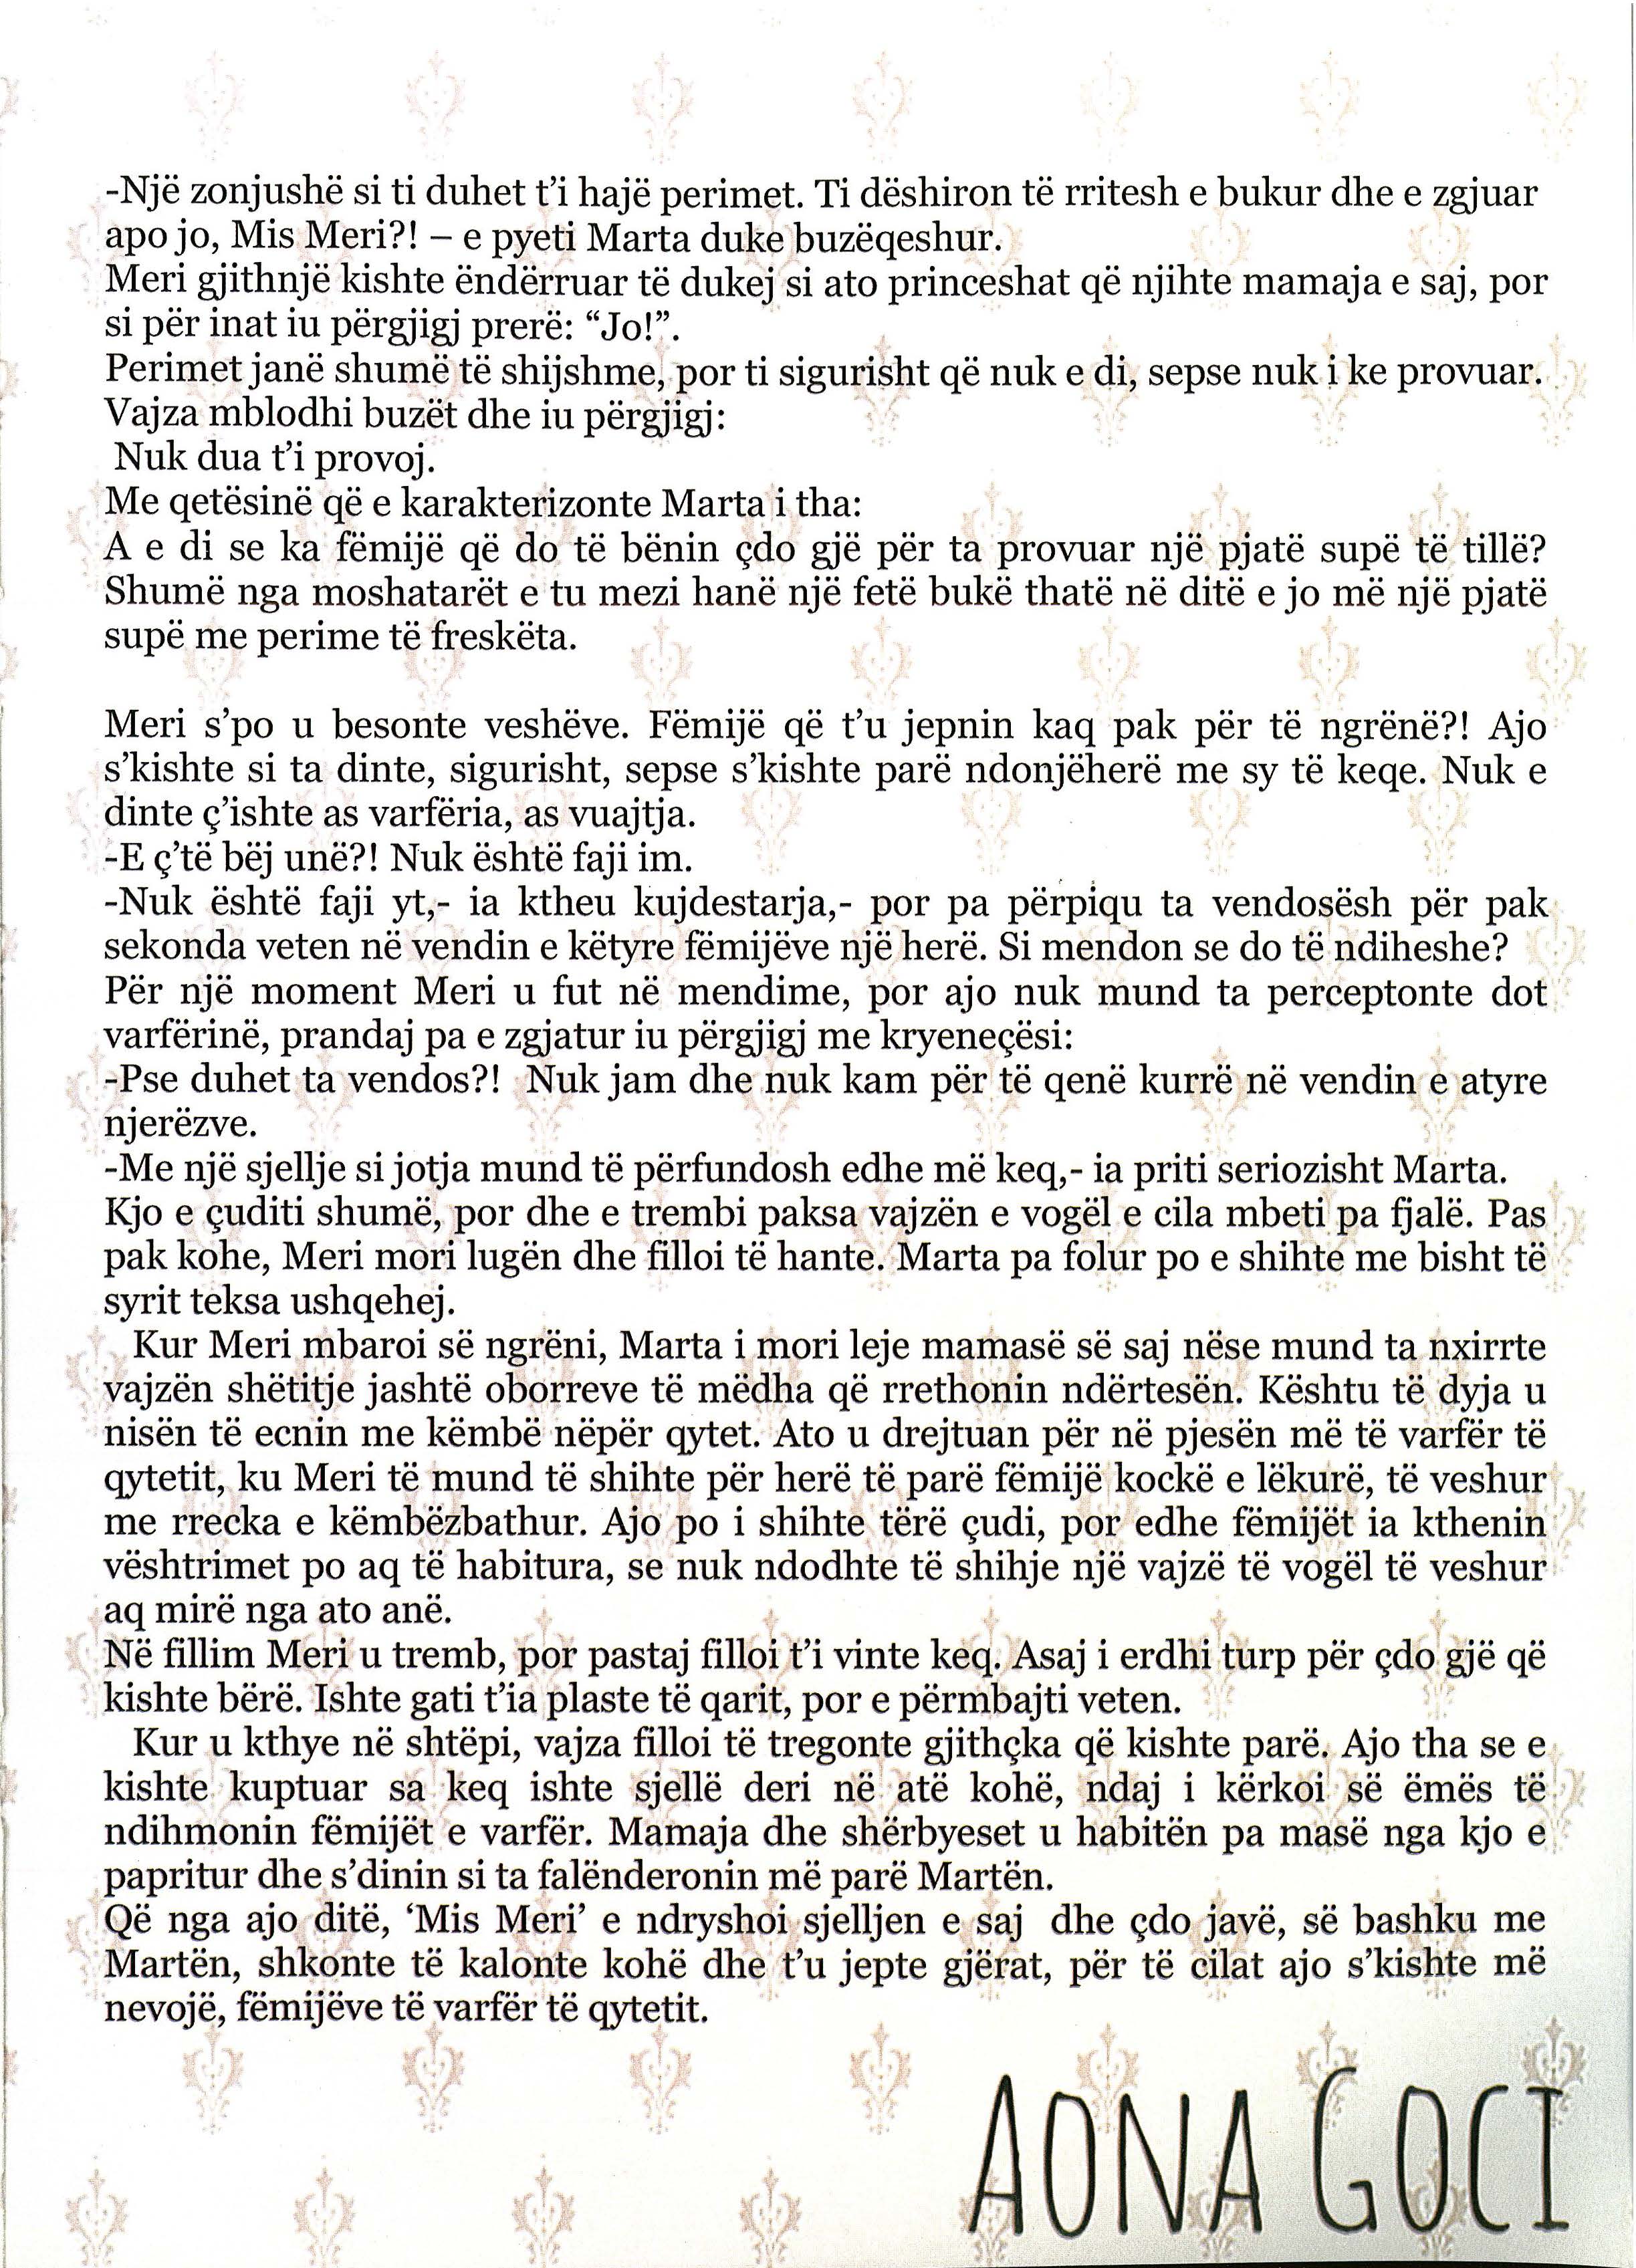 -Një zonjushë si ti duhet t’i hajë perimet. Ti dëshiron të rritesh e bukur dhe e zgjuar
apo jo, Mis Meri?! – e pyeti Marta duke buzëqeshur.
Meri gjithnjë kishte ëndërruar të dukej si ato princeshat që njihte mamaja e saj, por
si për inat iu përgjigj prerë: “Jo!”.
Perimet janë shumë të shijshme, por ti sigurisht që nuk e di, sepse nuk i ke provuar.
Vajza mblodhi buzët dhe iu përgjigj:
Nuk dua t’i provoj.
Me qetësinë që e karakterizonte Marta i tha:
A e di se ka fëmijë që do të bënin çdo gjë për ta provuar një pjatë supë të tillë?
Shumë nga moshatarët e tu mezi hanë një fetë bukë thatë në ditë e jo më një pjatë
supë me perime të freskëta.
Meri s’po u besonte veshëve. Fëmijë që t’u jepnin kaq pak për të ngrënë?! Ajo
s’kishte si ta dinte, sigurisht, sepse s’kishte parë ndonjëherë me sy të keqe. Nuk e
dinte ç’ishte as varfëria, as vuajtja.
-E ç’të bëj unë?! Nuk është faji im.
-Nuk është faji yt,- ia ktheu kujdestarja,- por pa përpiqu ta vendosësh për pak
sekonda veten në vendin e këtyre fëmijëve një herë. Si mendon se do të ndiheshe?
Për një moment Meri u fut në mendime, por ajo nuk mund ta perceptonte dot
varfërinë, prandaj pa e zgjatur iu përgjigj me kryeneçësi:
-Pse duhet ta vendos?! Nuk jam dhe nuk kam për të qenë kurrë në vendin e atyre
njerëzve.
-Me një sjellje si jotja mund të përfundosh edhe më keq,- ia priti seriozisht Marta.
Kjo e çuditi shumë, por dhe e trembi paksa vajzën e vogël e cila mbeti pa fjalë. Pas
pak kohe, Meri mori lugën dhe filloi të hante. Marta pa folur po e shihte me bisht të
syrit teksa ushqehej.
Kur Meri mbaroi së ngrëni, Marta i mori leje mamasë së saj nëse mund ta nxirrte
vajzën shëtitje jashtë oborreve të mëdha që rrethonin ndërtesën. Kështu të dyja u
nisën të ecnin me këmbë nëpër qytet. Ato u drejtuan për në pjesën më të varfër të
qytetit, ku Meri të mund të shihte për herë të parë fëmijë kockë e lëkurë, të veshur
me rrecka e këmbëzbathur. Ajo po i shihte tërë çudi, por edhe fëmijët ia kthenin
vështrimet po aq të habitura, se nuk ndodhte të shihje një vajzë të vogël të veshur
aq mirë nga ato anë.
Në fillim Meri u tremb, por pastaj filloi t’i vinte keq. Asaj i erdhi turp për çdo gjë që
kishte bërë. Ishte gati t’ia plaste të qarit, por e përmbajti veten.
Kur u kthye në shtëpi, vajza filloi të tregonte gjithçka që kishte parë. Ajo tha se e
kishte kuptuar sa keq ishte sjellë deri në atë kohë, ndaj i kërkoi së ëmës të
ndihmonin fëmijët e varfër. Mamaja dhe shërbyeset u habitën pa masë nga kjo e
papritur dhe s’dinin si ta falënderonin më parë Martën.
Që nga ajo ditë, ‘Mis Meri’ e ndryshoi sjelljen e saj dhe çdo javë, së bashku me
Martën, shkonte të kalonte kohë dhe t’u jepte gjërat, për të cilat ajo s’kishte më
nevojë, fëmijëve të varfër të qytetit.
AONA GOCI